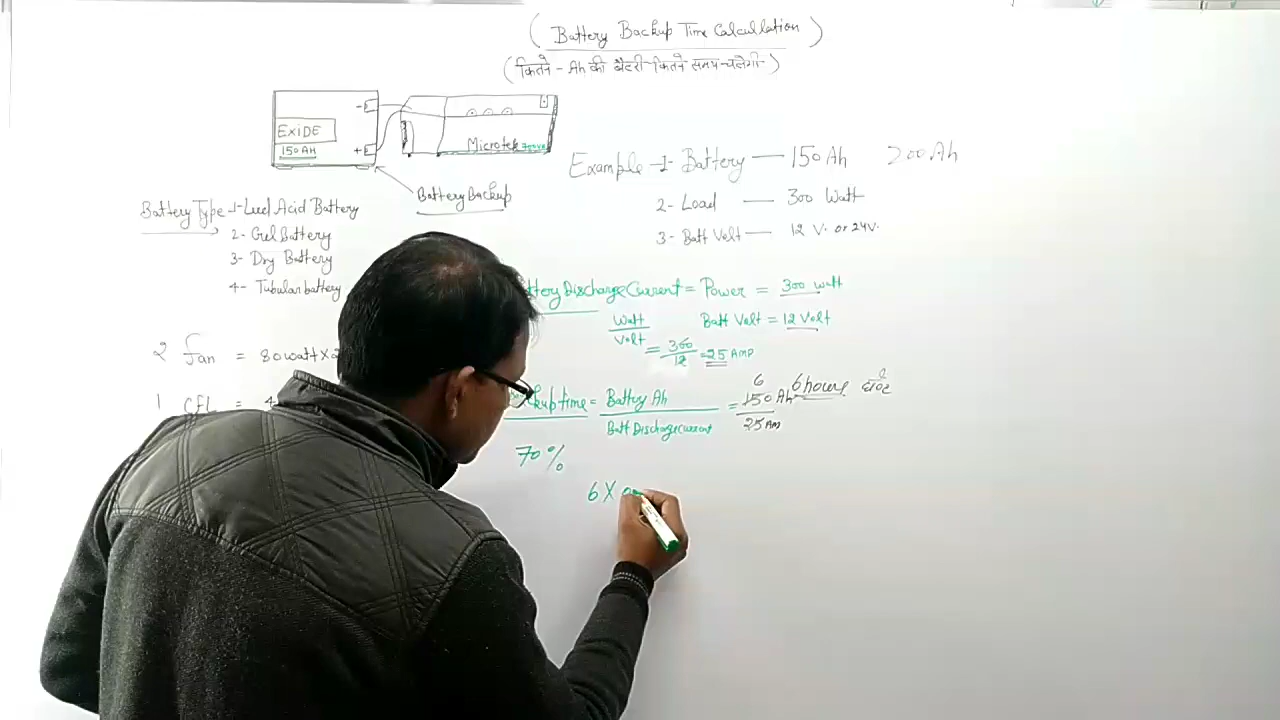 ( Battery Backup Time Calculation )
(कितने - Ah की बैटरी कितने समय चलेगी-)
EXIDE
150AH
-
+
Microtek
Battery Backup
Example -1- Battery — 150 Ah 200 Ah
2- Load — 300 Watt
3- Batt Volt — 12 V. or 24V.
Battery Type 1- Lead Acid Battery
2- Gel Battery
3- Dry Battery
4- Tubular battery
Discharge Current = Power = 300 watt
Watt
Volt
Batt Volt = 12 Volt
= 300
12
= 25 AMP
2 fan = 80 watt X 2
1 CFL = 4
time = Battery Ah
Batt Discharge current
= 150 Ah
25 AM
6
6 hours घंटे
70 %
6 X